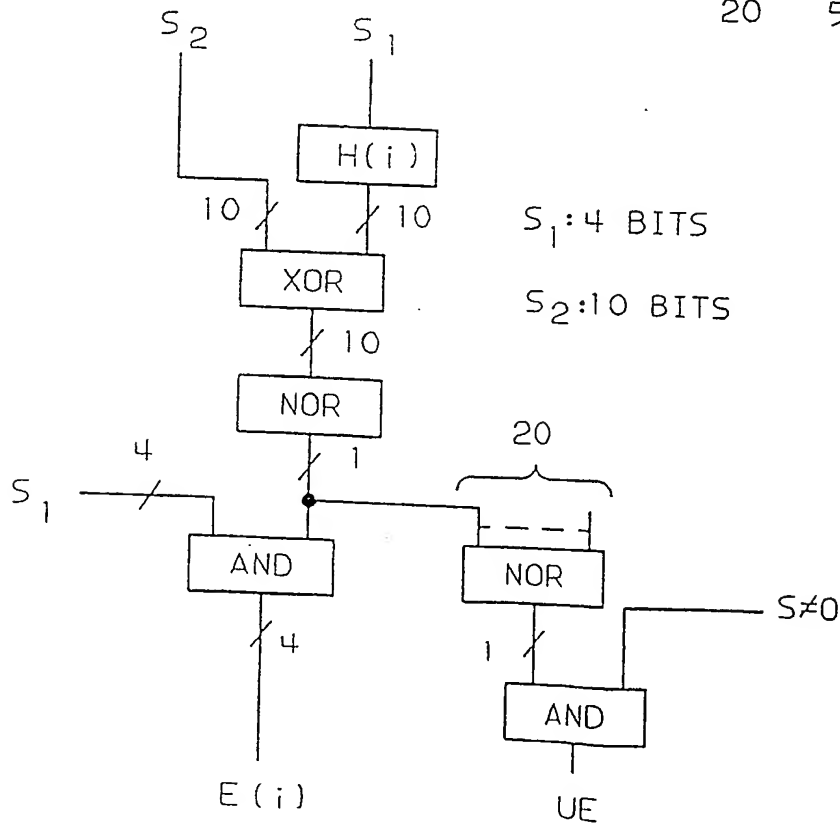 20 5
S2 S1
H(i)
10 10
S1:4 BITS
XOR
S2:10 BITS
10
NOR
20
4 1
S1
AND
NOR
S≠0
4
1
AND
E(i)
UE